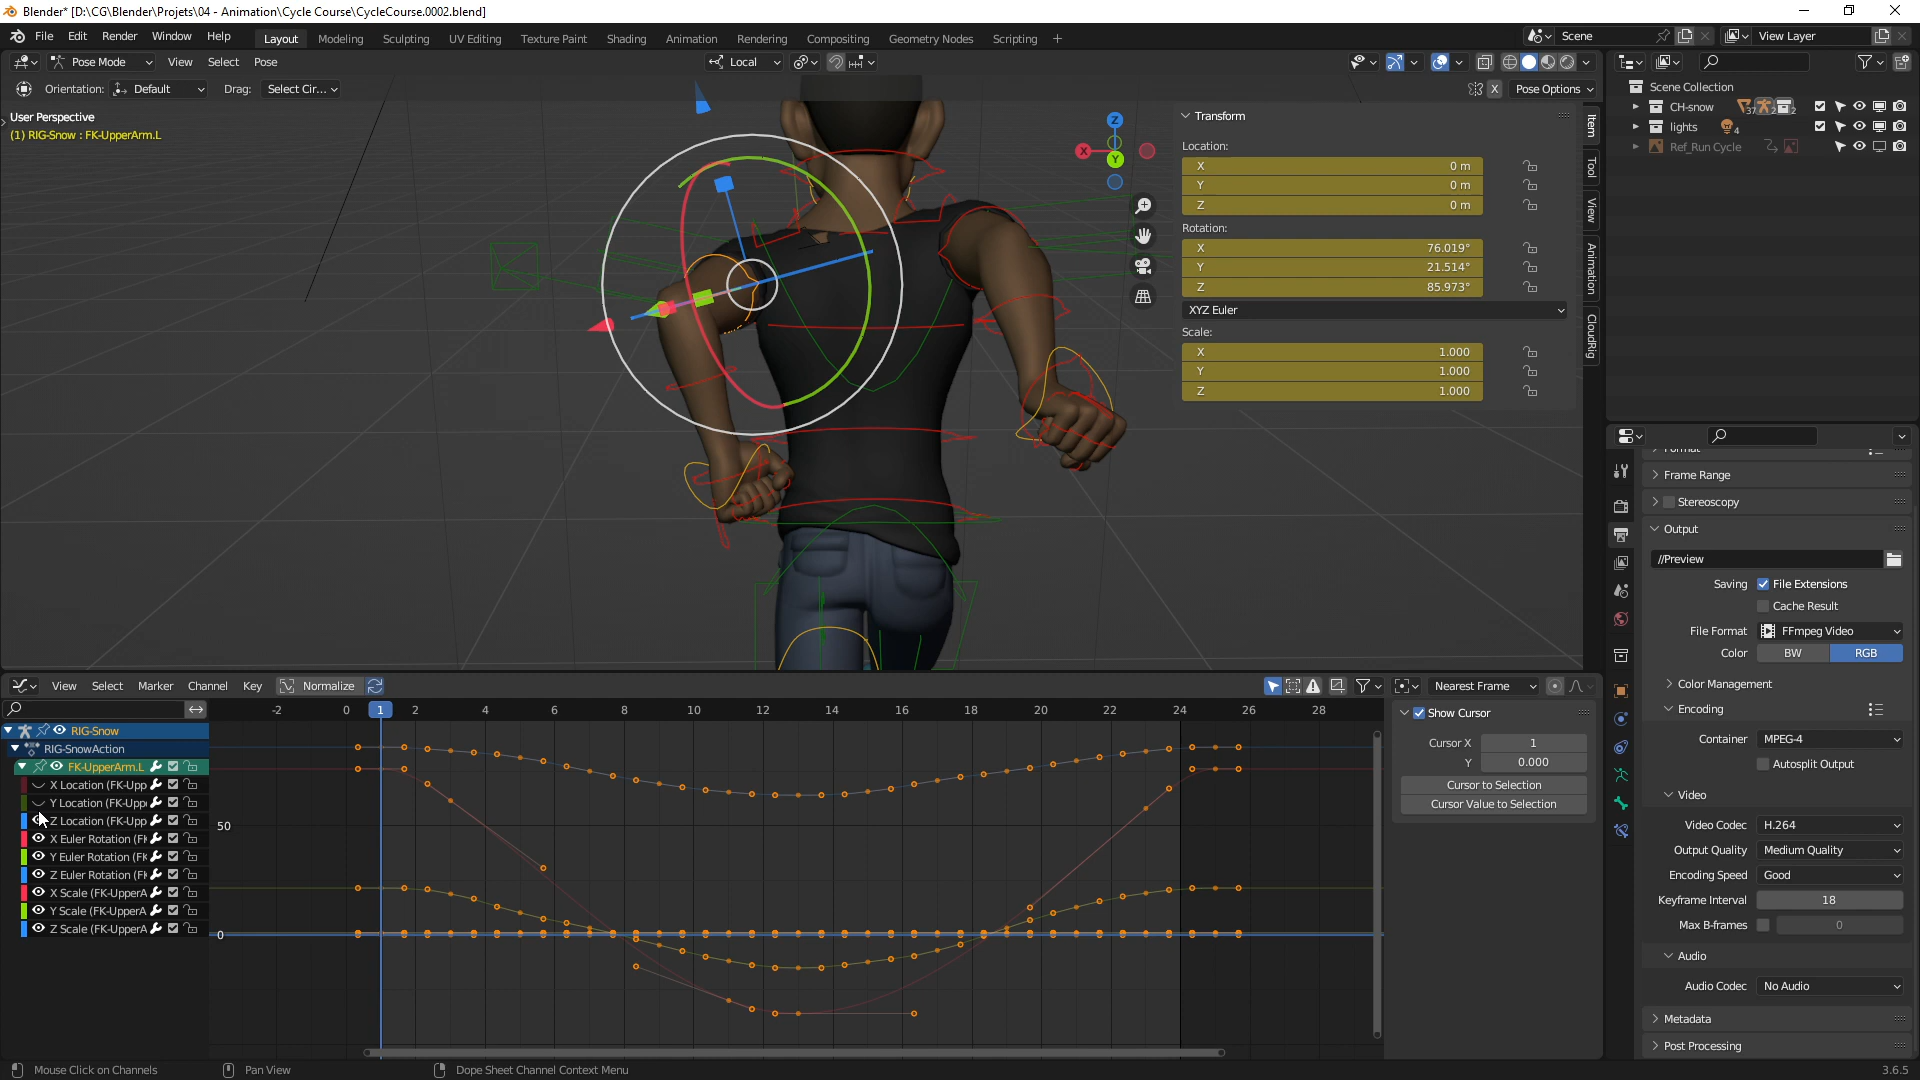 Blender* [D:\CG\Blender\Projets\04 - Animation\Cycle Course\CycleCourse.0002.blend]
File Edit Render Window Help Layout Modeling Sculpting UV Editing Texture Paint Shading Animation Rendering Compositing Geometry Nodes Scripting + Scene View Layer
Pose Mode View Select Pose Local
Orientation: Default Drag: Select Cir... X Pose Options
User Perspective
(1) RIG-Snow : FK-UpperArm.L
Z
X
Y
Transform
Location:
X 0 m
Y 0 m
Z 0 m
Rotation:
X 76.019°
Y 21.514°
Z 85.973°
XYZ Euler
Scale:
X 1.000
Y 1.000
Z 1.000
Item
Tool
View
Animation
CloudRig
Scene Collection
CH-snow 37 2 2
lights 4
Ref_Run Cycle
Frame Range
Stereoscopy
Output
//Preview
Saving File Extensions
Cache Result
File Format FFmpeg Video
Color BW RGB
Color Management
Encoding
Container MPEG-4
Autosplit Output
Video
Video Codec H.264
Output Quality Medium Quality
Encoding Speed Good
Keyframe Interval 18
Max B-frames 0
Audio
Audio Codec No Audio
Metadata
Post Processing
View Select Marker Channel Key Normalize Nearest Frame
-2 0 1 2 4 6 8 10 12 14 16 18 20 22 24 26 28
RIG-Snow
RIG-SnowAction
FK-UpperArm.L
X Location (FK-Upp
Y Location (FK-Upp
Z Location (FK-Upp
X Euler Rotation (FK
Y Euler Rotation (FK
Z Euler Rotation (FK
X Scale (FK-UpperA
Y Scale (FK-UpperA
Z Scale (FK-UpperA
50
0
Show Cursor
Cursor X 1
Y 0.000
Cursor to Selection
Cursor Value to Selection
Mouse Click on Channels Pan View Dope Sheet Channel Context Menu 3.6.5